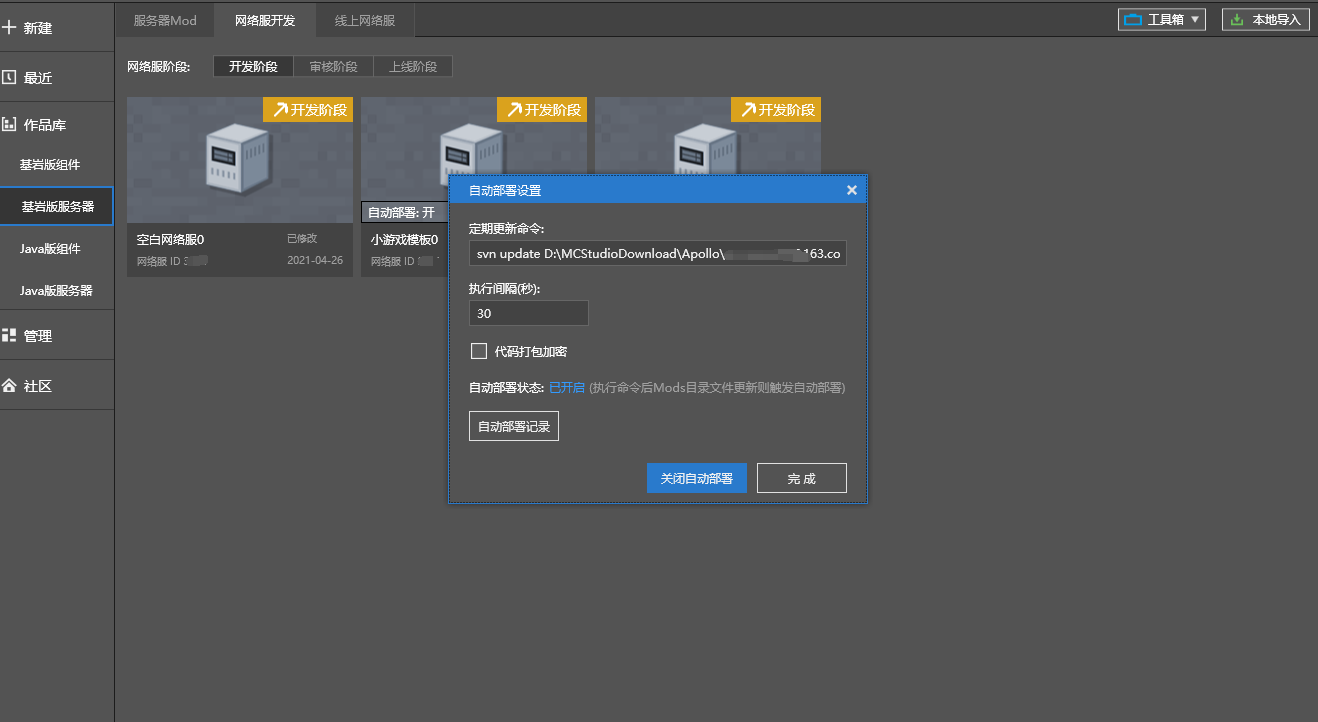 新建
最近
作品库
基岩版组件
基岩版服务器
Java版组件
Java版服务器
管理
社区
服务器Mod 网络服开发 线上网络服
工具箱 本地导入
网络服阶段: 开发阶段 审核阶段 上线阶段
开发阶段 开发阶段 开发阶段
自动部署: 开
空白网络服0 已修改
网络服 ID 2021-04-26
小游戏模板0
网络服 ID
自动部署设置
定期更新命令:
svn update D:\MCStudioDownload\Apollo\ 163.co
执行间隔(秒):
30
代码打包加密
自动部署状态: 已开启 (执行命令后Mods目录文件更新则触发自动部署)
自动部署记录
关闭自动部署 完 成